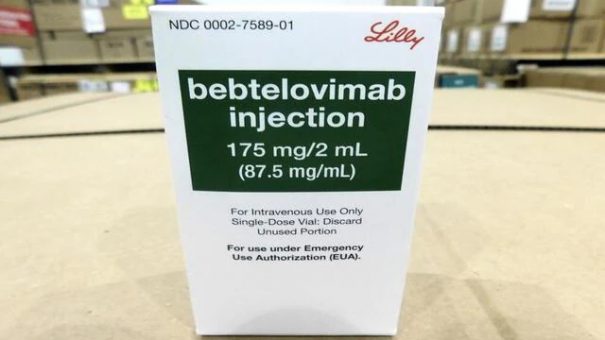 NDC 0002-7589-01
Lilly
bebtelovimab
injection
175 mg/2 mL
(87.5 mg/mL)
For Intravenous Use Only
Single-Dose Vial: Discard
Unused Portion
For use under Emergency
Use Authorization (EUA).